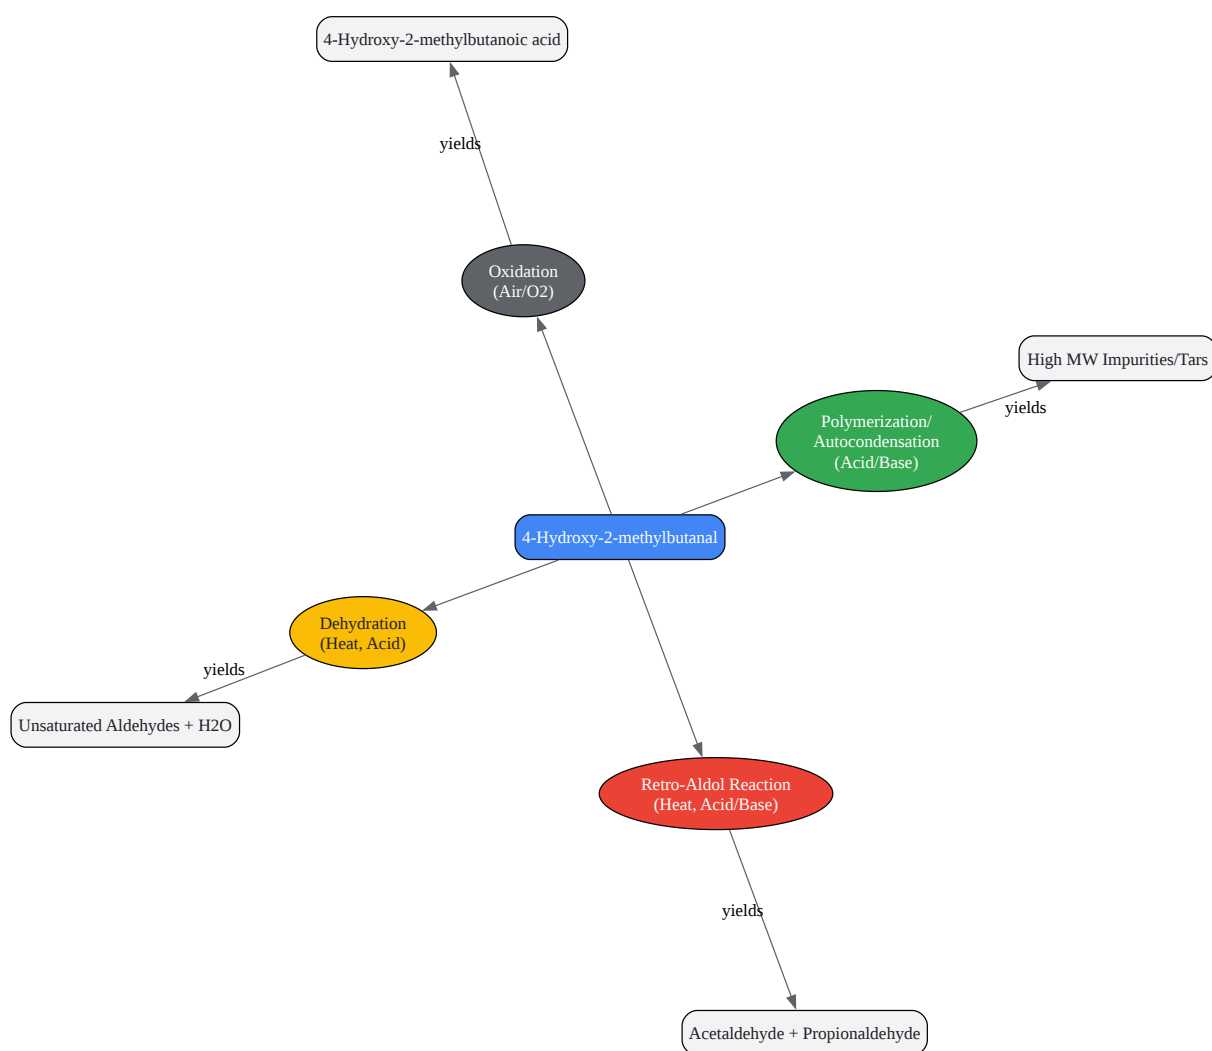 4-Hydroxy-2-methylbutanoic acid
yields
Oxidation
(Air/O2)
High MW Impurities/Tars
yields
Polymerization/
Autocondensation
(Acid/Base)
4-Hydroxy-2-methylbutanal
Dehydration
(Heat, Acid)
yields
Unsaturated Aldehydes + H2O
Retro-Aldol Reaction
(Heat, Acid/Base)
yields
Acetaldehyde + Propionaldehyde